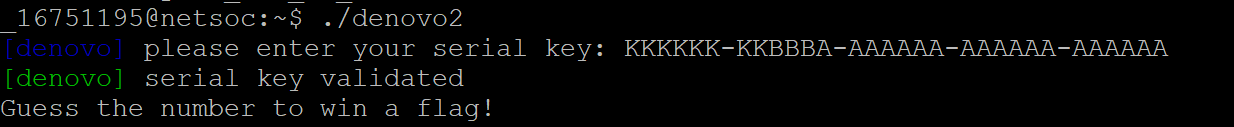 _16751195@netsoc:~$ ./denovo2
[denovo] please enter your serial key: KKKKKK-KKBBBA-AAAAAA-AAAAAA-AAAAAA
[denovo] serial key validated
Guess the number to win a flag!